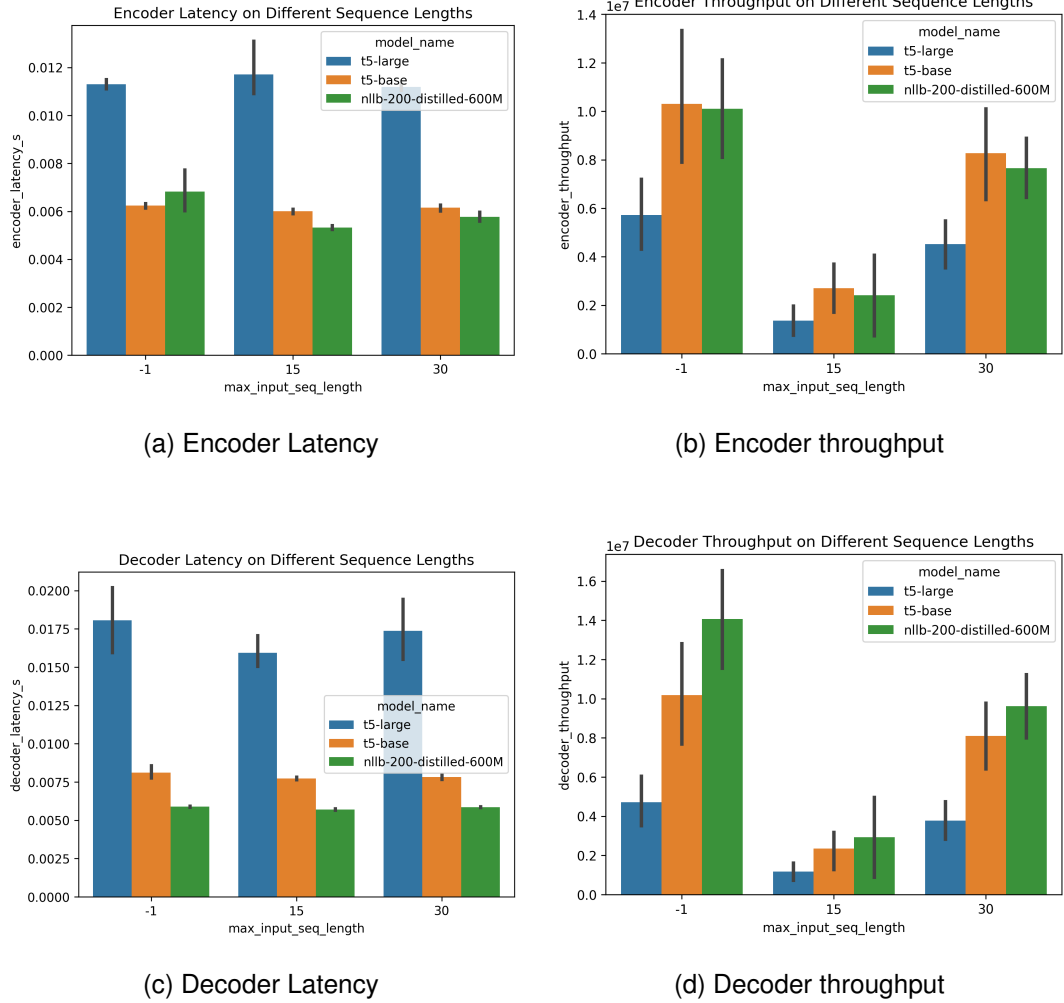 Encoder Latency on Different Sequence Lengths
model_name
t5-large
t5-base
nllb-200-distilled-600M
encoder_latency_s
0.012
0.010
0.008
0.006
0.004
0.002
0.000
-1 15 30
max_input_seq_length
(a) Encoder Latency
1e7 Encoder Throughput on Different Sequence Lengths
model_name
t5-large
t5-base
nllb-200-distilled-600M
encoder_throughput
1.4
1.2
1.0
0.8
0.6
0.4
0.2
0.0
-1 15 30
max_input_seq_length
(b) Encoder throughput
Decoder Latency on Different Sequence Lengths
model_name
t5-large
t5-base
nllb-200-distilled-600M
decoder_latency_s
0.0200
0.0175
0.0150
0.0125
0.0100
0.0075
0.0050
0.0025
0.0000
-1 15 30
max_input_seq_length
(c) Decoder Latency
1e7 Decoder Throughput on Different Sequence Lengths
model_name
t5-large
t5-base
nllb-200-distilled-600M
decoder_throughput
1.6
1.4
1.2
1.0
0.8
0.6
0.4
0.2
0.0
-1 15 30
max_input_seq_length
(d) Decoder throughput